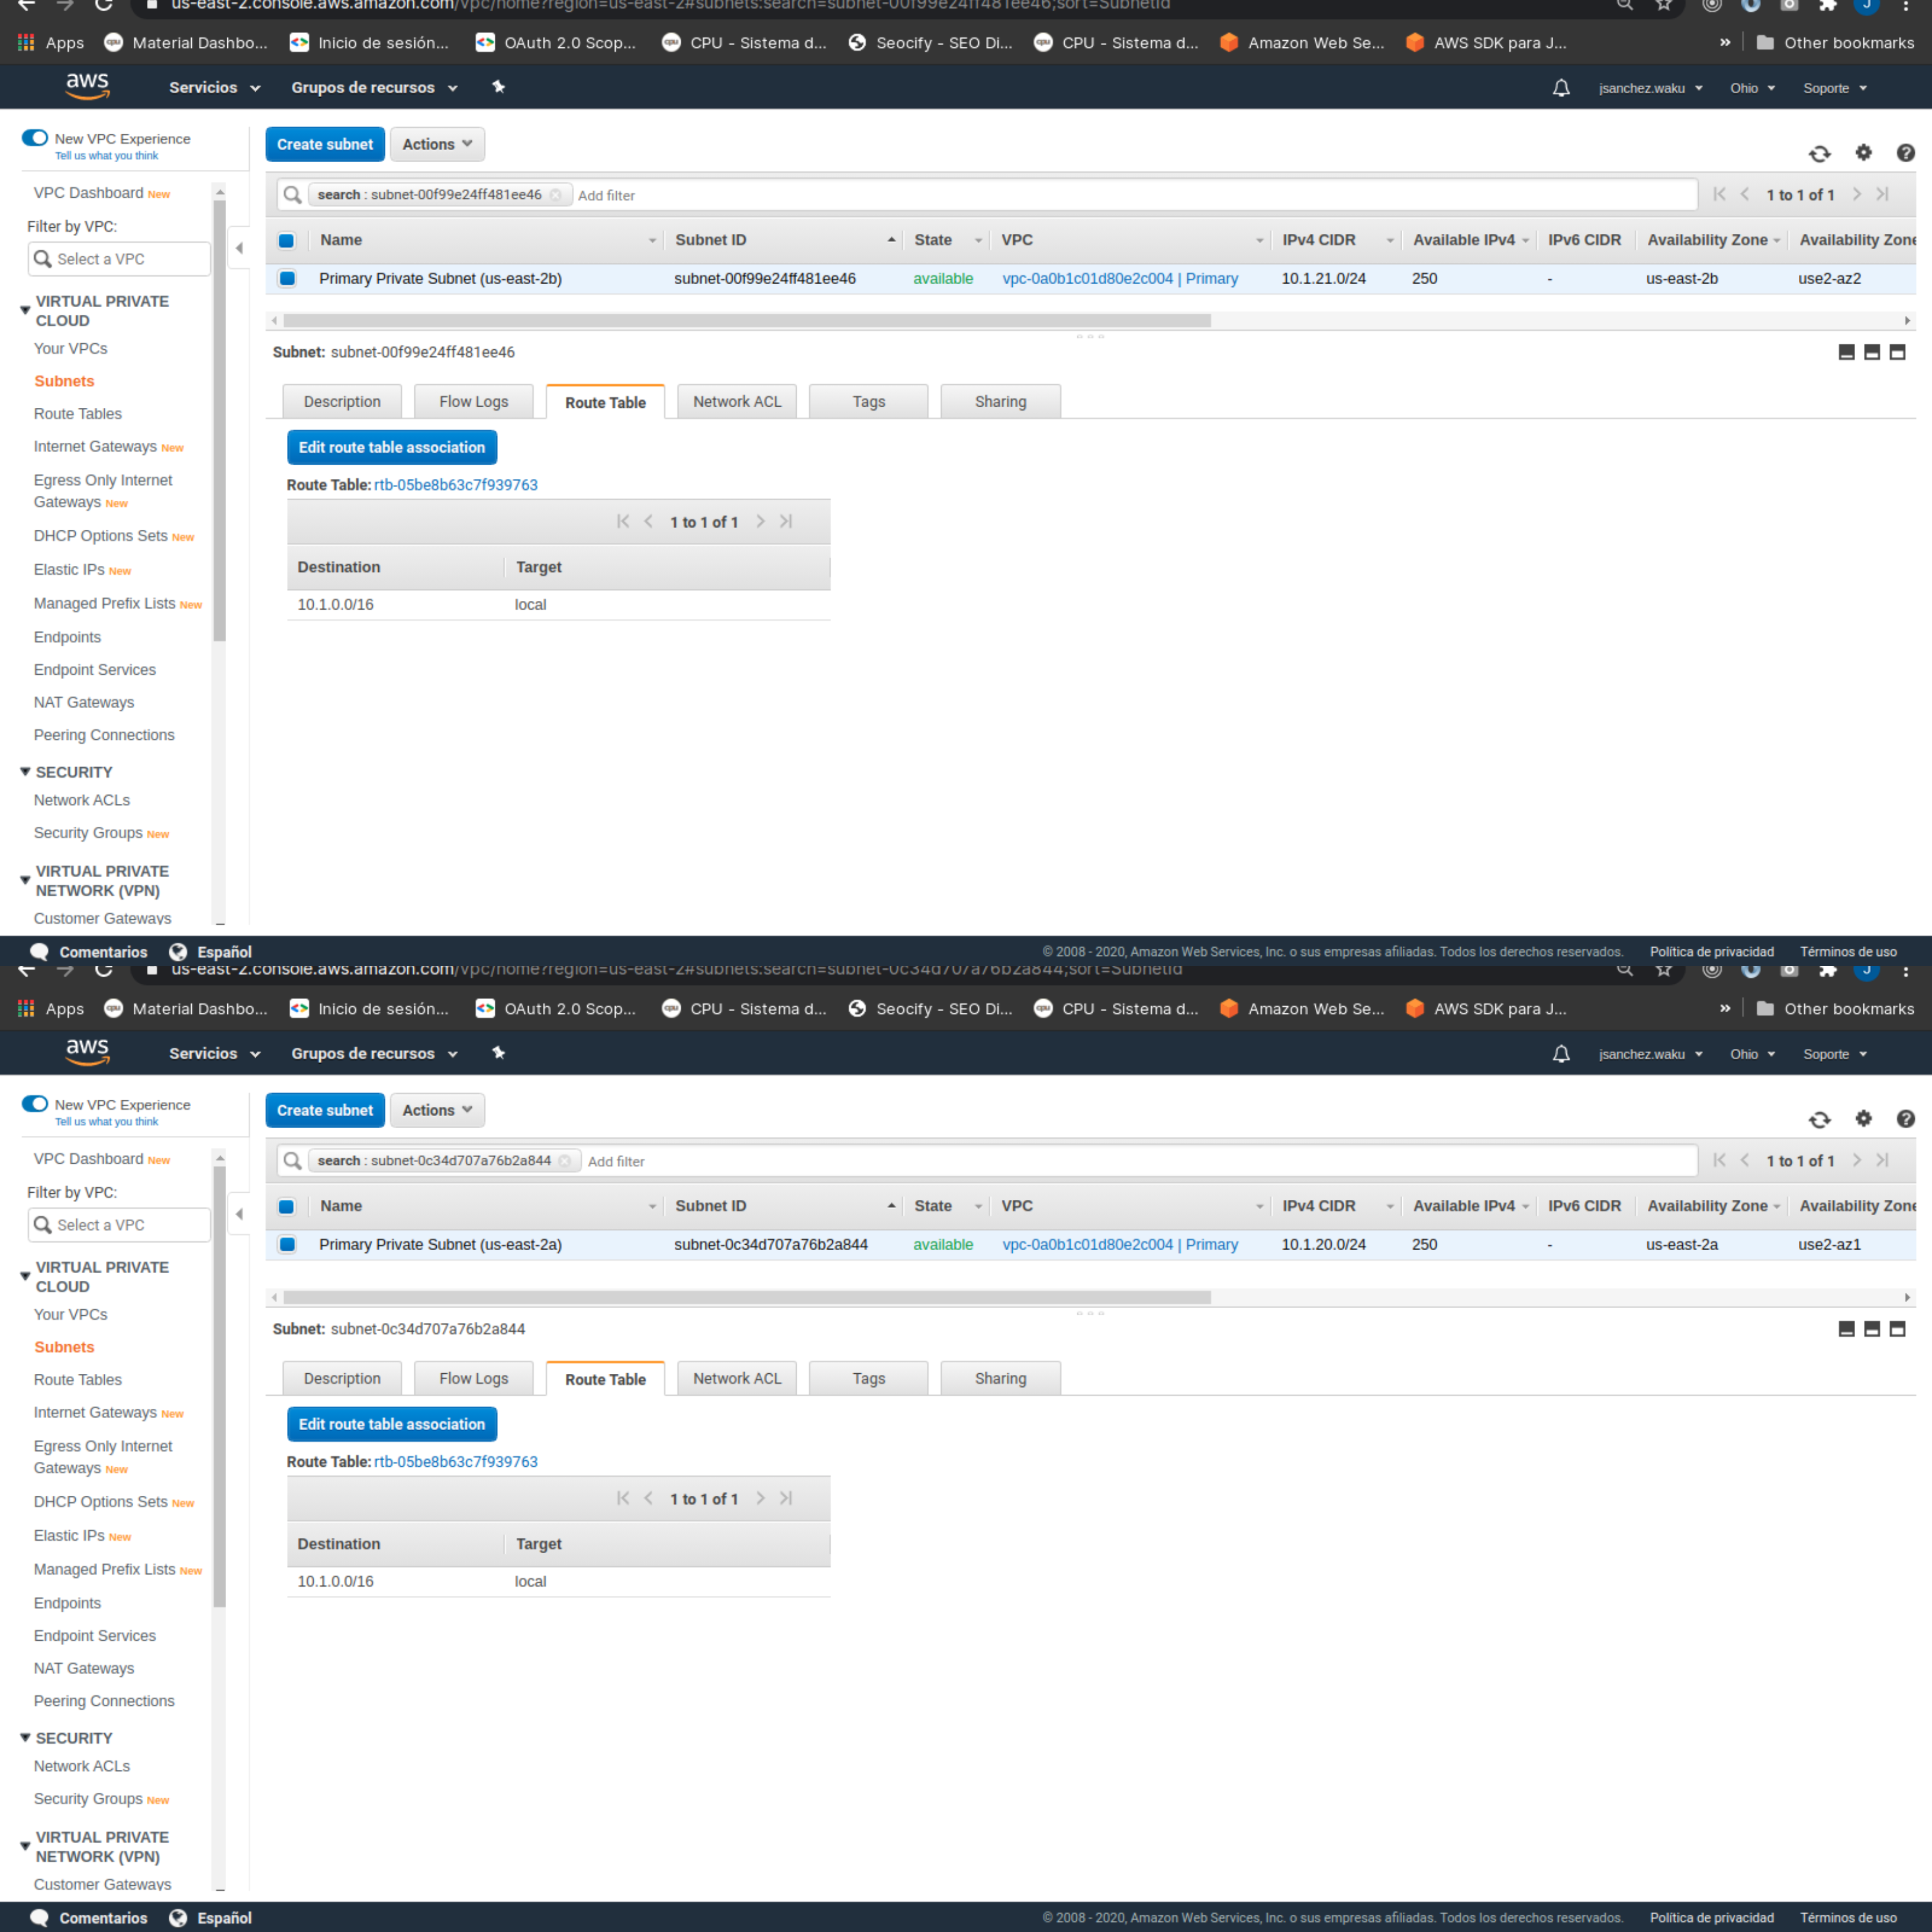 us-east-2.console.aws.amazon.com/vpc/home?region=us-east-2#subnets:search=subnet-00f99e24ff481ee46;sort=SubnetId
Apps Material Dashbo... Inicio de sesión... OAuth 2.0 Scop... CPU - Sistema d... Seocify - SEO Di... CPU - Sistema d... Amazon Web Se... AWS SDK para J... » Other bookmarks
aws Servicios Grupos de recursos jsanchez.waku Ohio Soporte
New VPC Experience
Tell us what you think
Create subnet Actions
VPC Dashboard New
search : subnet-00f99e24ff481ee46 Add filter 1 to 1 of 1
Filter by VPC:
Select a VPC
Name Subnet ID State VPC IPv4 CIDR Available IPv4 IPv6 CIDR Availability Zone Availability Zone
Primary Private Subnet (us-east-2b) subnet-00f99e24ff481ee46 available vpc-0a0b1c01d80e2c004 | Primary 10.1.21.0/24 250 - us-east-2b use2-az2
VIRTUAL PRIVATE
CLOUD
Your VPCs
Subnets
Route Tables
Internet Gateways New
Egress Only Internet
Gateways New
DHCP Options Sets New
Elastic IPs New
Managed Prefix Lists New
Endpoints
Endpoint Services
NAT Gateways
Peering Connections
SECURITY
Network ACLs
Security Groups New
VIRTUAL PRIVATE
NETWORK (VPN)
Customer Gateways
Subnet: subnet-00f99e24ff481ee46
Description Flow Logs Route Table Network ACL Tags Sharing
Edit route table association
Route Table: rtb-05be8b63c7f939763
1 to 1 of 1
Destination Target
10.1.0.0/16 local
Comentarios Español © 2008 - 2020, Amazon Web Services, Inc. o sus empresas afiliadas. Todos los derechos reservados. Política de privacidad Términos de uso
us-east-2.console.aws.amazon.com/vpc/home?region=us-east-2#subnets:search=subnet-0c34d707a76b2a844;sort=SubnetId
Apps Material Dashbo... Inicio de sesión... OAuth 2.0 Scop... CPU - Sistema d... Seocify - SEO Di... CPU - Sistema d... Amazon Web Se... AWS SDK para J... » Other bookmarks
aws Servicios Grupos de recursos jsanchez.waku Ohio Soporte
New VPC Experience
Tell us what you think
Create subnet Actions
VPC Dashboard New
search : subnet-0c34d707a76b2a844 Add filter 1 to 1 of 1
Filter by VPC:
Select a VPC
Name Subnet ID State VPC IPv4 CIDR Available IPv4 IPv6 CIDR Availability Zone Availability Zone
Primary Private Subnet (us-east-2a) subnet-0c34d707a76b2a844 available vpc-0a0b1c01d80e2c004 | Primary 10.1.20.0/24 250 - us-east-2a use2-az1
VIRTUAL PRIVATE
CLOUD
Your VPCs
Subnets
Route Tables
Internet Gateways New
Egress Only Internet
Gateways New
DHCP Options Sets New
Elastic IPs New
Managed Prefix Lists New
Endpoints
Endpoint Services
NAT Gateways
Peering Connections
SECURITY
Network ACLs
Security Groups New
VIRTUAL PRIVATE
NETWORK (VPN)
Customer Gateways
Subnet: subnet-0c34d707a76b2a844
Description Flow Logs Route Table Network ACL Tags Sharing
Edit route table association
Route Table: rtb-05be8b63c7f939763
1 to 1 of 1
Destination Target
10.1.0.0/16 local
Comentarios Español © 2008 - 2020, Amazon Web Services, Inc. o sus empresas afiliadas. Todos los derechos reservados. Política de privacidad Términos de uso